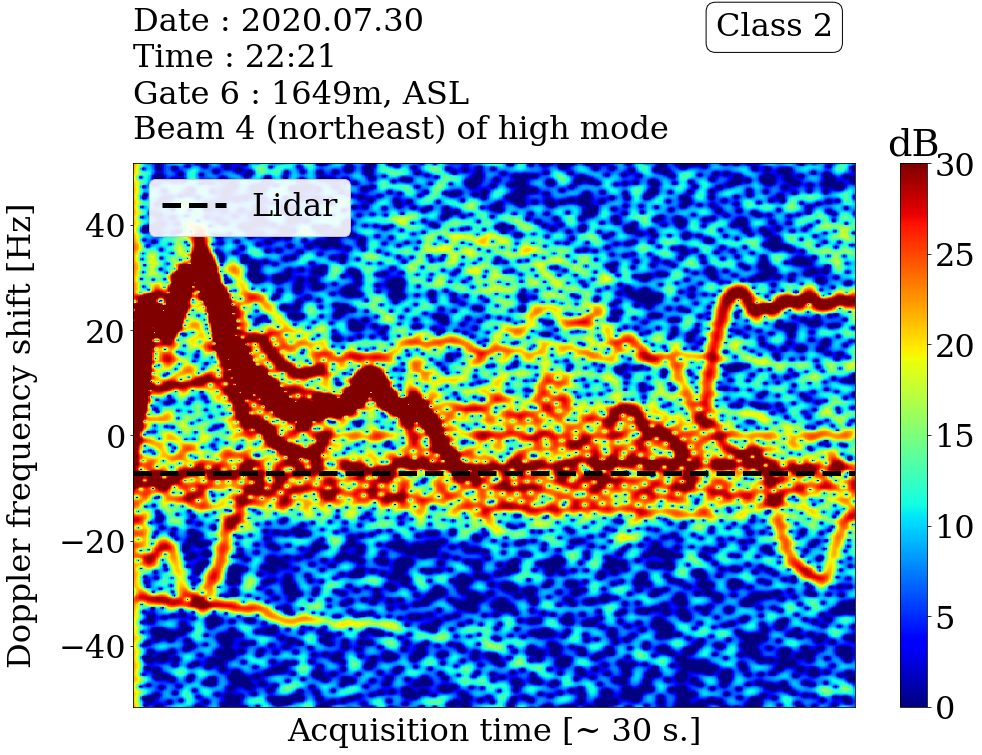 Date : 2020.07.30
Time : 22:21
Gate 6 : 1649m, ASL
Beam 4 (northeast) of high mode
Class 2
dB
Lidar
Doppler frequency shift [Hz]
40
20
0
−20
−40
Acquisition time [~ 30 s.]
30
25
20
15
10
5
0